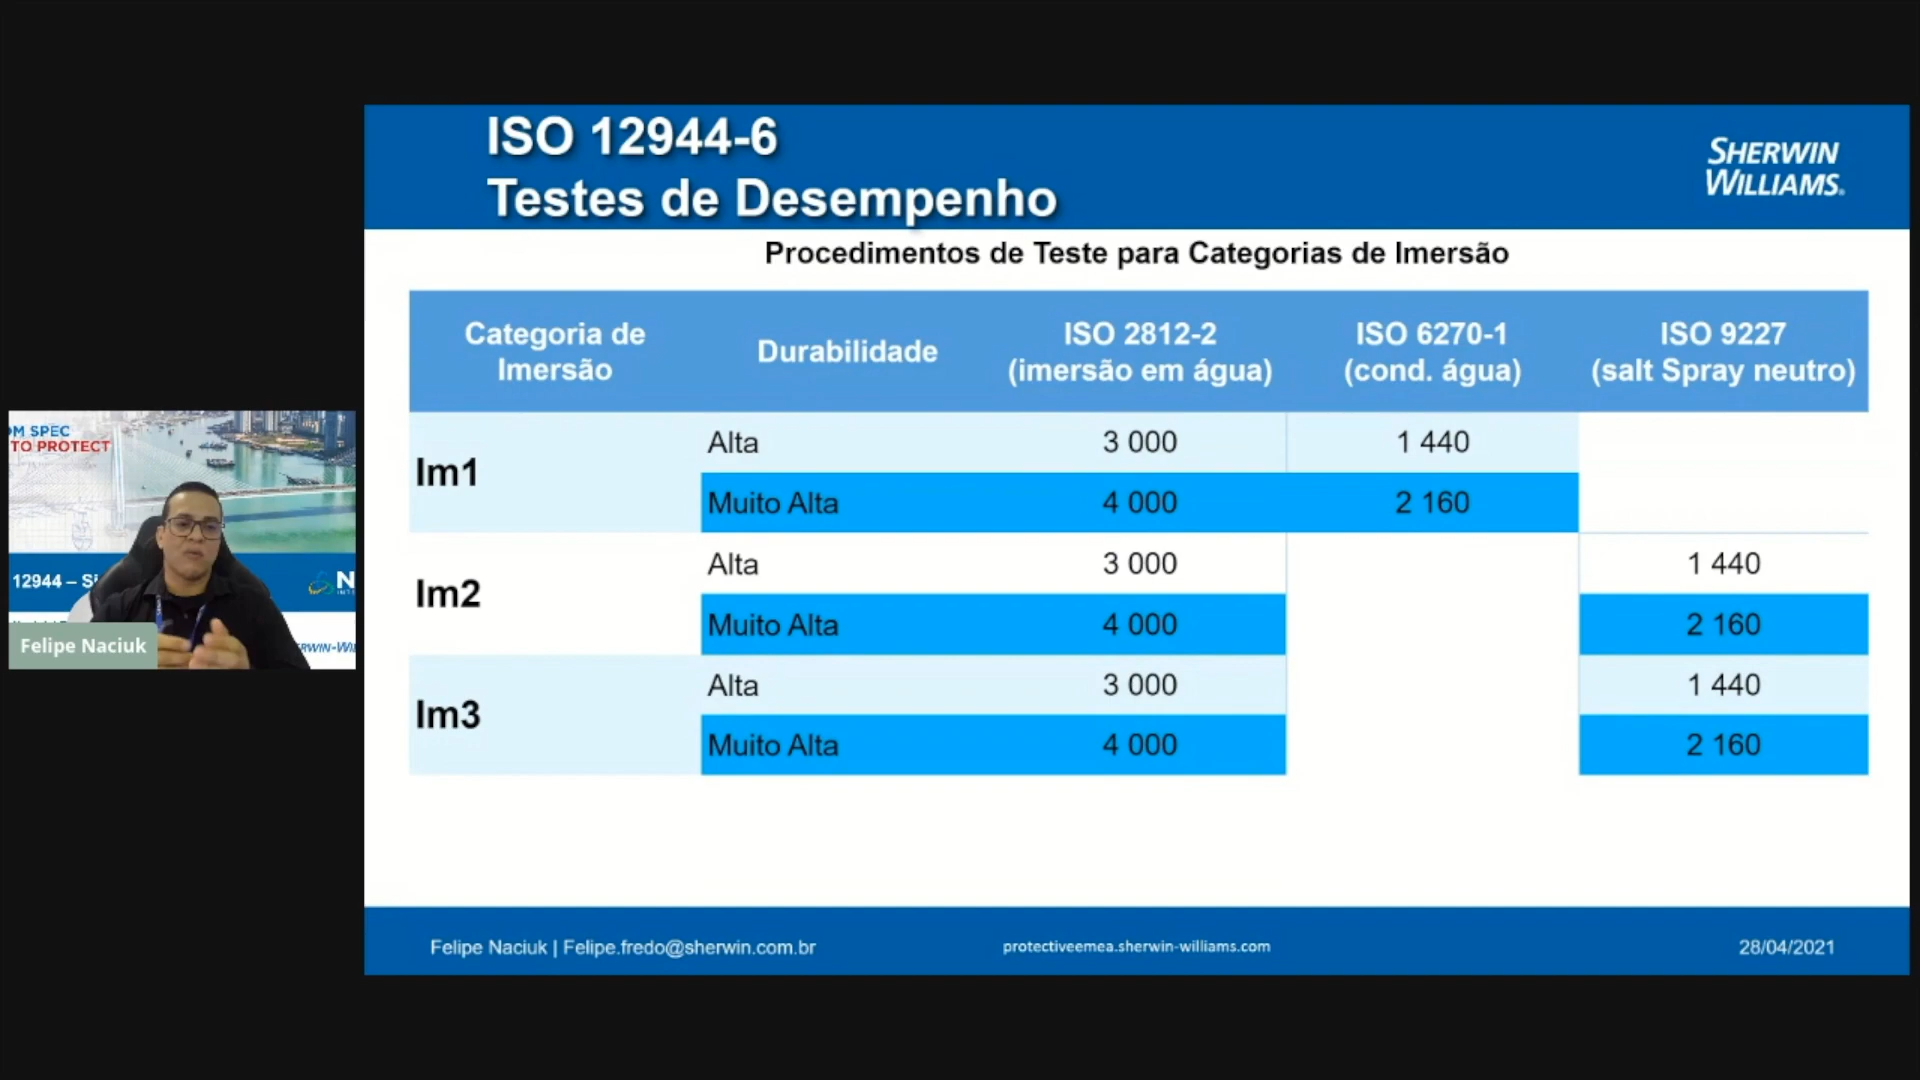 ISO 12944-6
Testes de Desempenho
SHERWIN
WILLIAMS.
Procedimentos de Teste para Categorias de Imersão
Categoria de Imersão
Durabilidade
ISO 2812-2
(imersão em água)
ISO 6270-1
(cond. água)
ISO 9227
(salt Spray neutro)
Im1
Alta 3 000 1 440
Muito Alta 4 000 2 160
Im2
Alta 3 000 1 440
Muito Alta 4 000 2 160
Im3
Alta 3 000 1 440
Muito Alta 4 000 2 160
Felipe Naciuk | Felipe.fredo@sherwin.com.br
protectiveemea.sherwin-williams.com
28/04/2021
M SPEC
TO PROTECT
12944 – Si
N
Felipe Naciuk
RWIN-WI